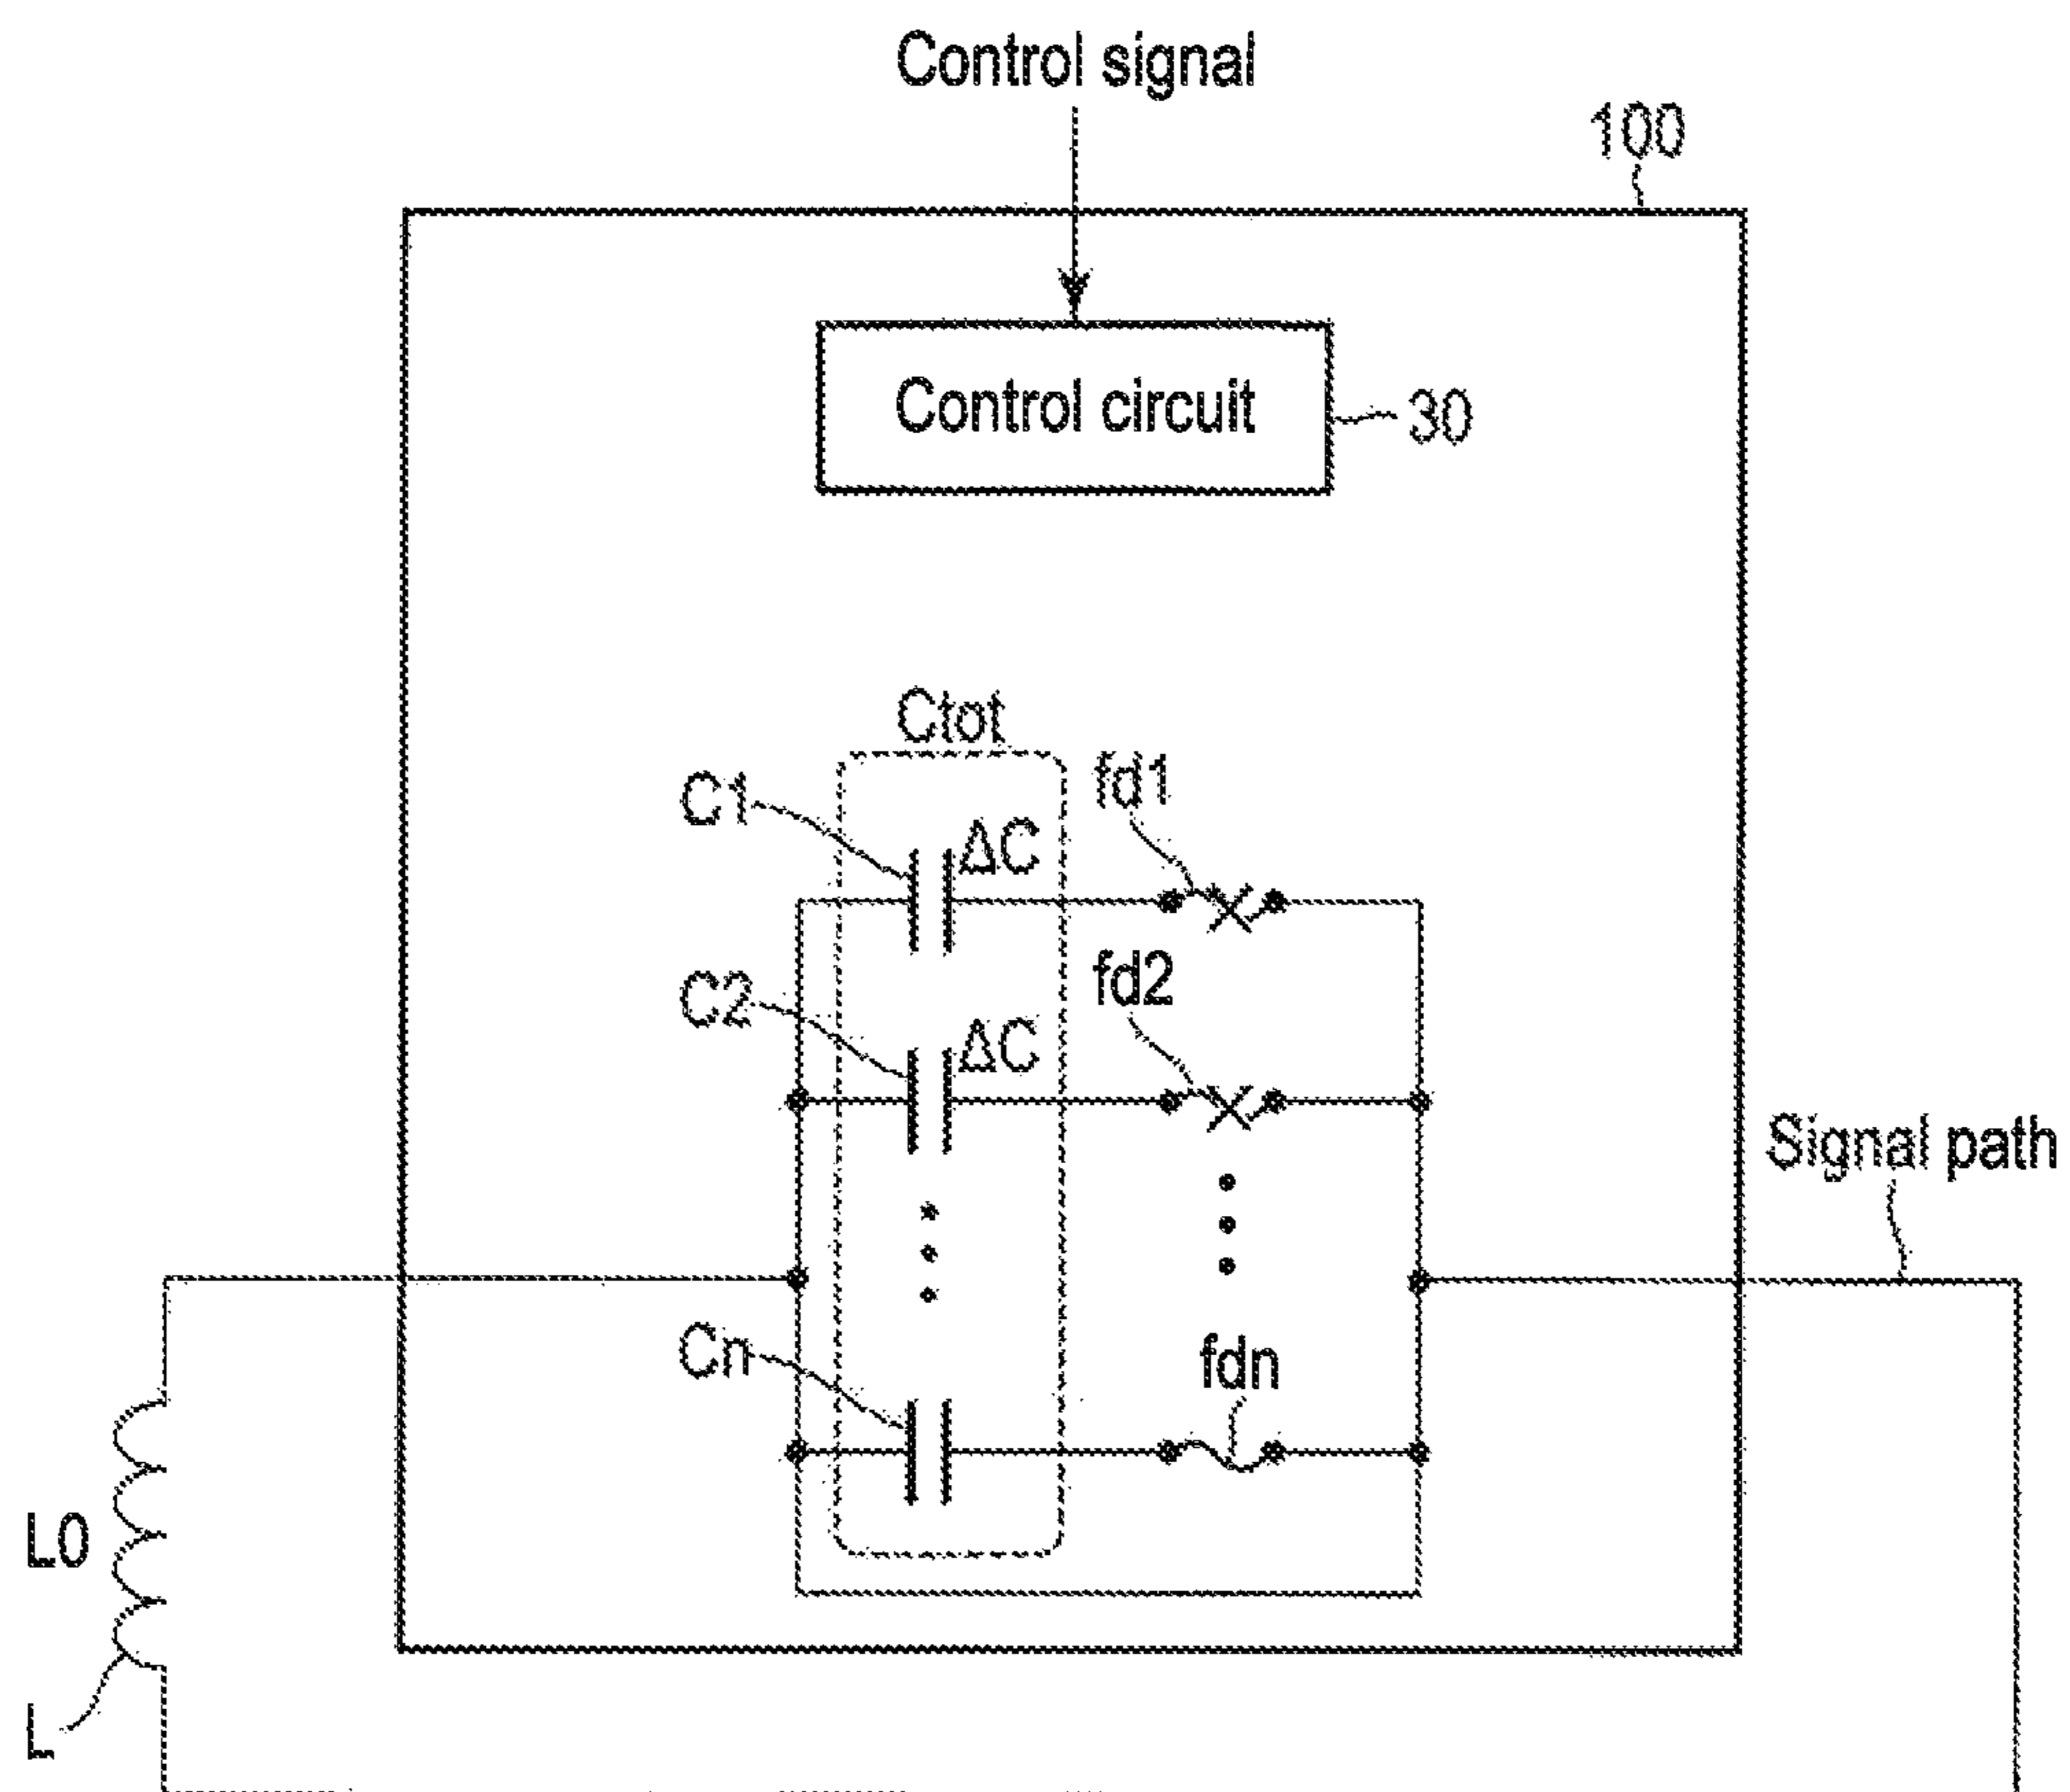 Control signal
100
Control circuit
30
Ctot
C1
ΔC
fd1
C2
ΔC
fd2
Signal path
Cn
fdn
L0
L